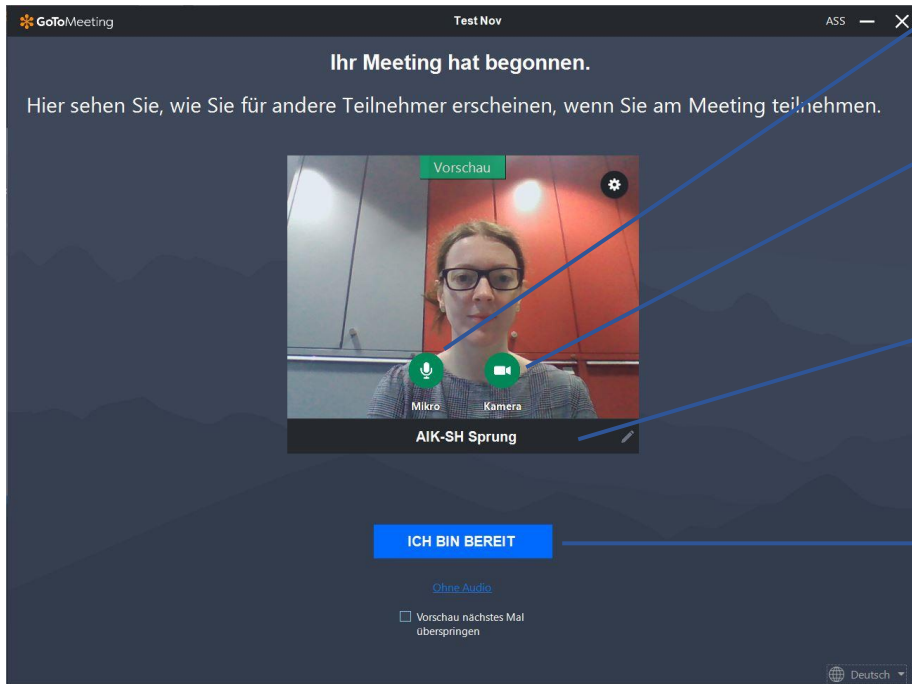 GoToMeeting
Test Nov
ASS
Ihr Meeting hat begonnen.
Hier sehen Sie, wie Sie für andere Teilnehmer erscheinen, wenn Sie am Meeting teilnehmen.
Vorschau
Mikro
Kamera
AIK-SH Sprung
ICH BIN BEREIT
Ohne Audio
Vorschau nächstes Mal
überspringen
Deutsch